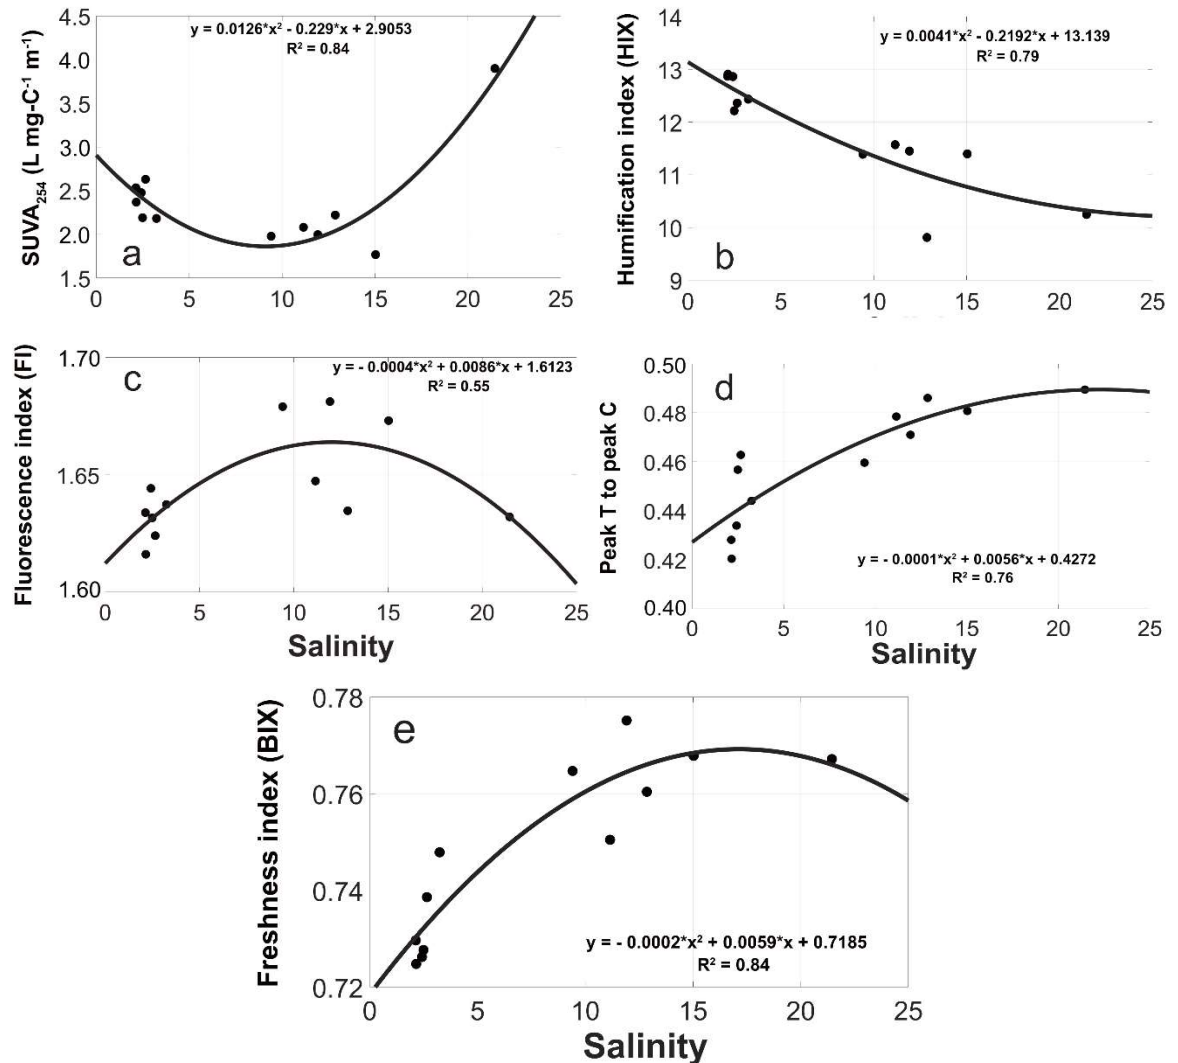 y = 0.0126*x² - 0.229*x + 2.9053
R² = 0.84
SUVA₂₅₄ (L mg-C⁻¹ m⁻¹)
4.5
4.0
3.5
3.0
2.5
2.0
1.5
a
0 5 10 15 20 25
y = 0.0041*x² - 0.2192*x + 13.139
R² = 0.79
Humification index (HIX)
14
13
12
11
10
9
b
0 5 10 15 20 25
y = - 0.0004*x² + 0.0086*x + 1.6123
R² = 0.55
Fluorescence index (FI)
1.70
1.65
1.60
c
0 5 10 15 20 25
Salinity
d
Peak T to peak C
0.50
0.48
0.46
0.44
0.42
0.40
y = - 0.0001*x² + 0.0056*x + 0.4272
R² = 0.76
0 5 10 15 20 25
Salinity
e
Freshness index (BIX)
0.78
0.76
0.74
0.72
y = - 0.0002*x² + 0.0059*x + 0.7185
R² = 0.84
0 5 10 15 20 25
Salinity